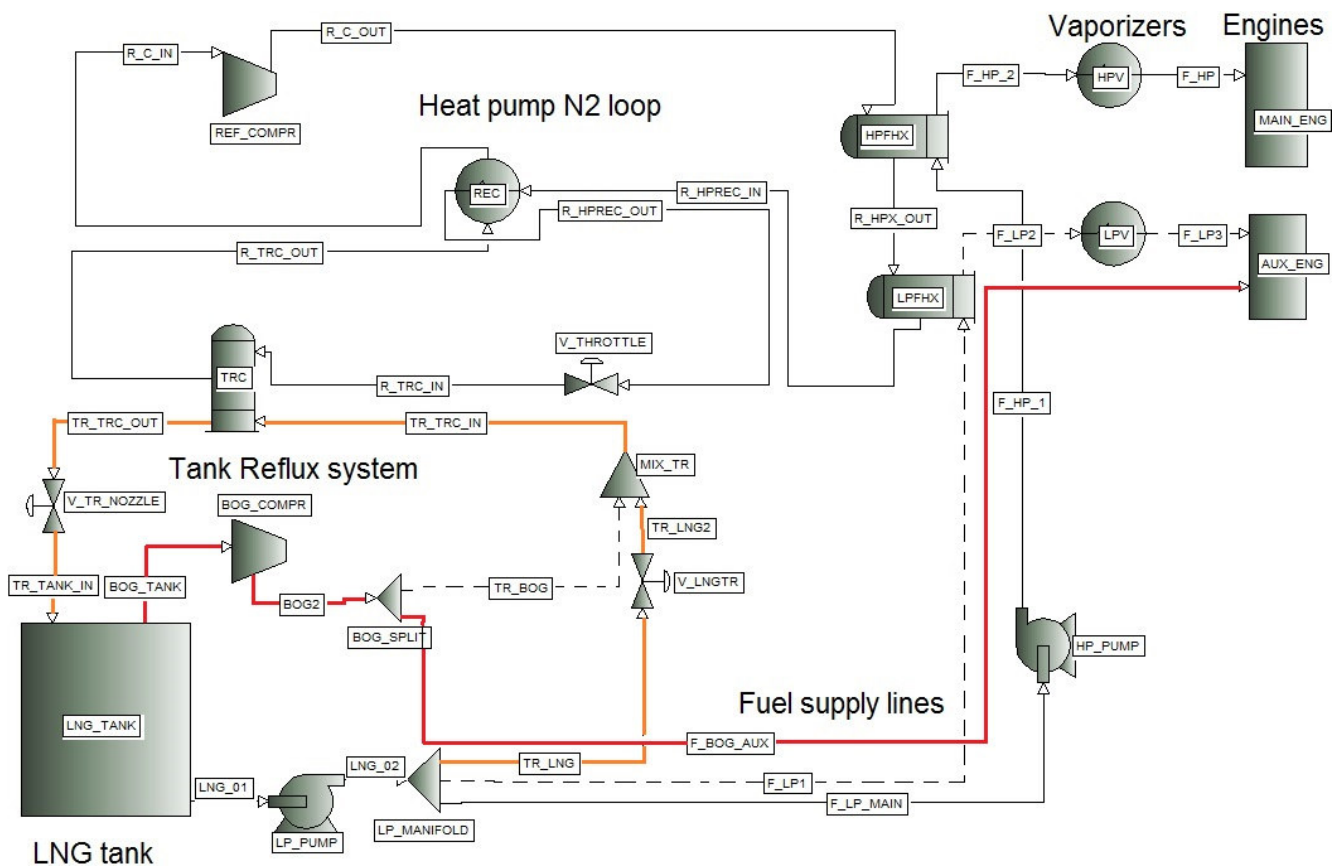 R_C_OUT
Vaporizers
Engines
R_C_IN
F_HP_2
HPV
F_HP
Heat pump N2 loop
MAIN_ENG
REF_COMPR
HPFHX
REC
R_HPREC_IN
R_HPREC_OUT
R_HPX_OUT
F_LP2
LPV
F_LP3
R_TRC_OUT
AUX_ENG
LPFHX
V_THROTTLE
TRC
R_TRC_IN
F_HP_1
TR_TRC_OUT
TR_TRC_IN
Tank Reflux system
MIX_TR
V_TR_NOZZLE
BOG_COMPR
TR_LNG2
TR_TANK_IN
BOG_TANK
TR_BOG
V_LNGTR
BOG2
BOG_SPLIT
HP_PUMP
LNG_TANK
Fuel supply lines
F_BOG_AUX
LNG_02
TR_LNG
LNG_01
F_LP1
F_LP_MAIN
LP_PUMP
LP_MANIFOLD
LNG tank